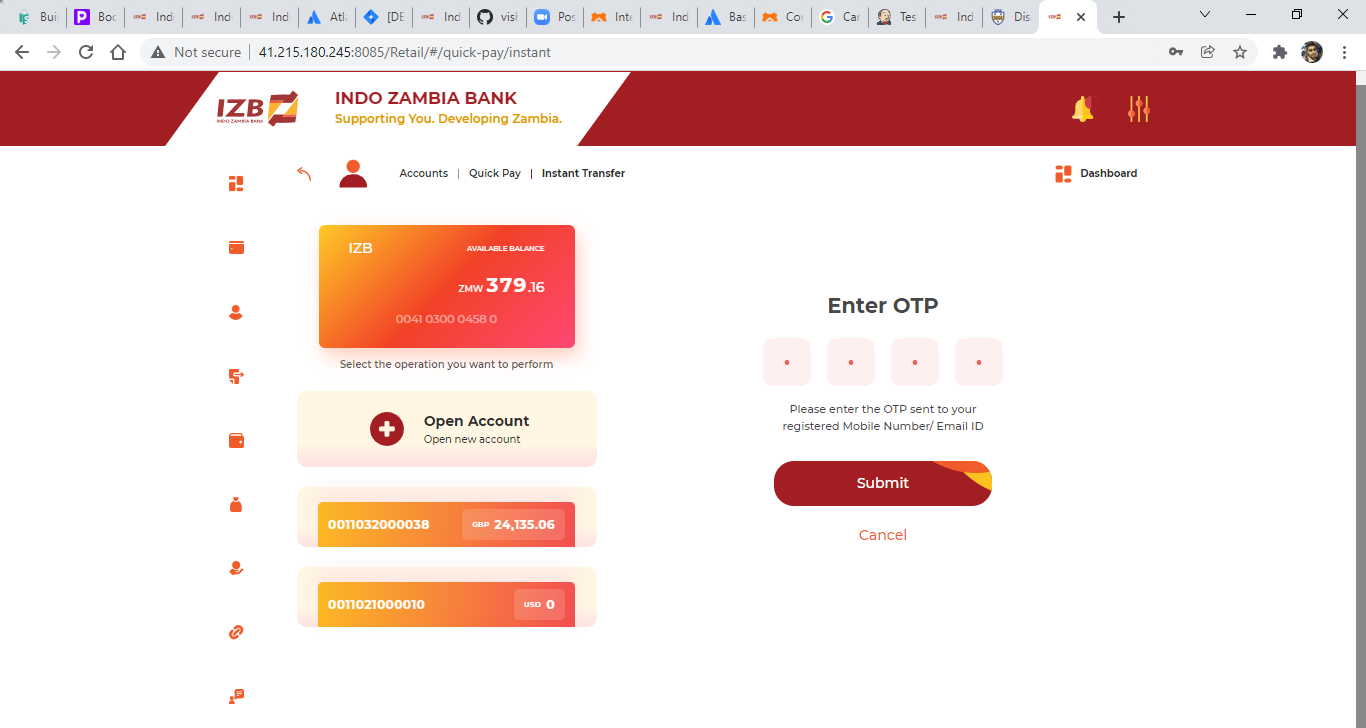 Buil
Boo
Ind
Ind
Ind
Atla
[DE
Ind
vish
Pos
Inte
Ind
Bas
Cor
Car
Tes
Ind
Dis
Not secure
41.215.180.245:8085/Retail/#/quick-pay/instant
IZB
INDO ZAMBIA BANK
INDO ZAMBIA BANK
Supporting You. Developing Zambia.
Accounts | Quick Pay | Instant Transfer
Dashboard
IZB
AVAILABLE BALANCE
ZMW 379.16
0041 0300 0458 0
Select the operation you want to perform
Open Account
Open new account
0011032000038
GBP 24,135.06
0011021000010
USD 0
Enter OTP
Please enter the OTP sent to your
registered Mobile Number/ Email ID
Submit
Cancel